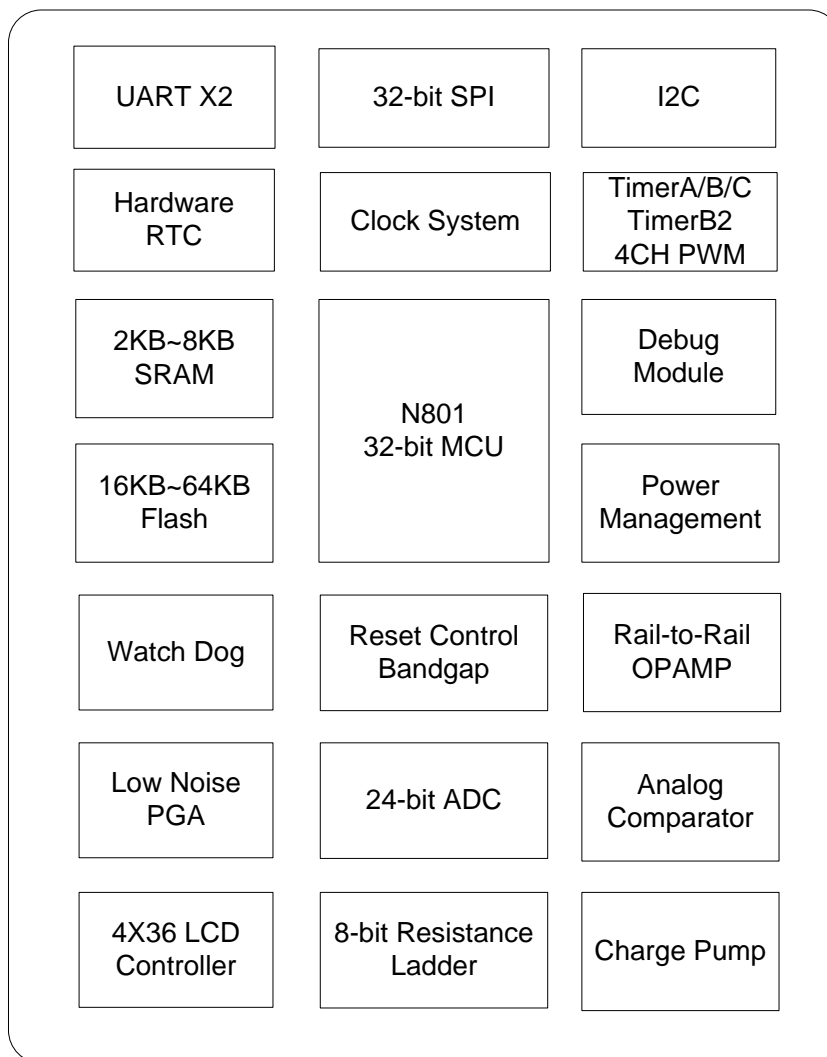 UART X2
32-bit SPI
I2C
Hardware
RTC
Clock System
TimerA/B/C
TimerB2
4CH PWM
2KB~8KB
SRAM
N801
32-bit MCU
Debug
Module
16KB~64KB
Flash
Power
Management
Watch Dog
Reset Control
Bandgap
Rail-to-Rail
OPAMP
Low Noise
PGA
24-bit ADC
Analog
Comparator
4X36 LCD
Controller
8-bit Resistance
Ladder
Charge Pump